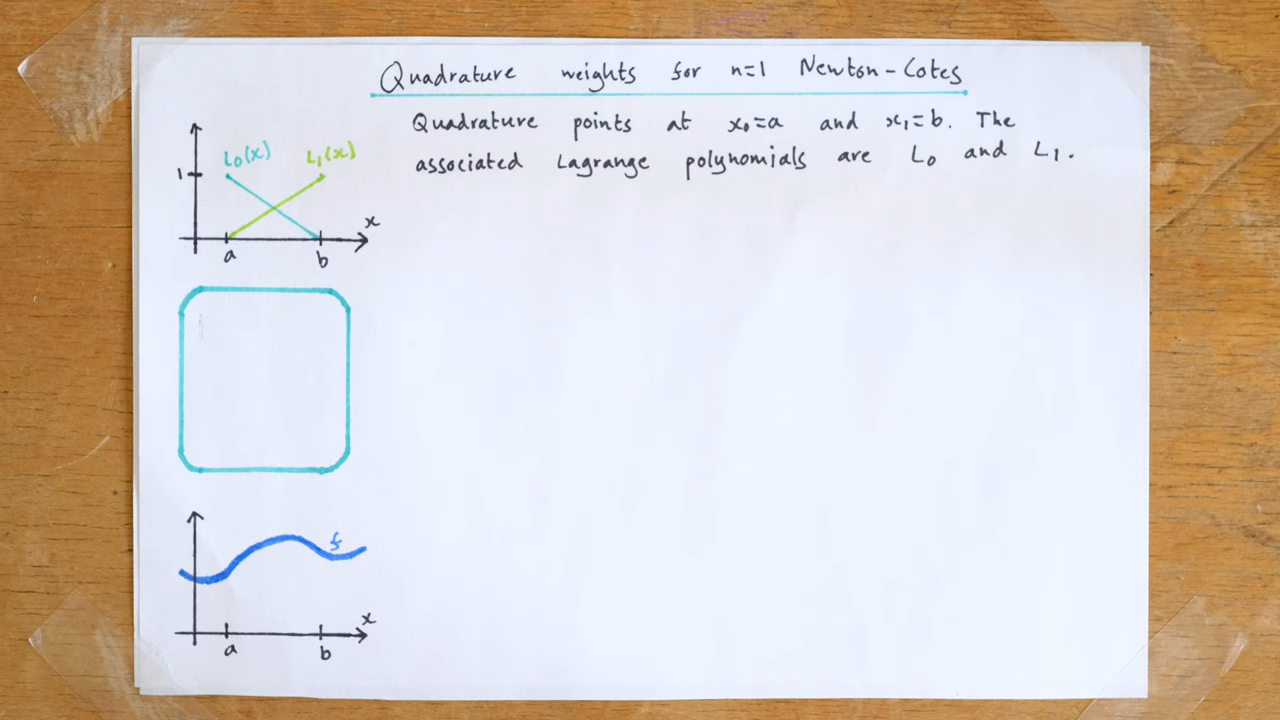 Quadrature weights for n=1 Newton-Cotes
Quadrature points at x₀=a and x₁=b. The
associated Lagrange polynomials are L₀ and L₁.
L₀(x) L₁(x)
1
x
a b
f
x
a b